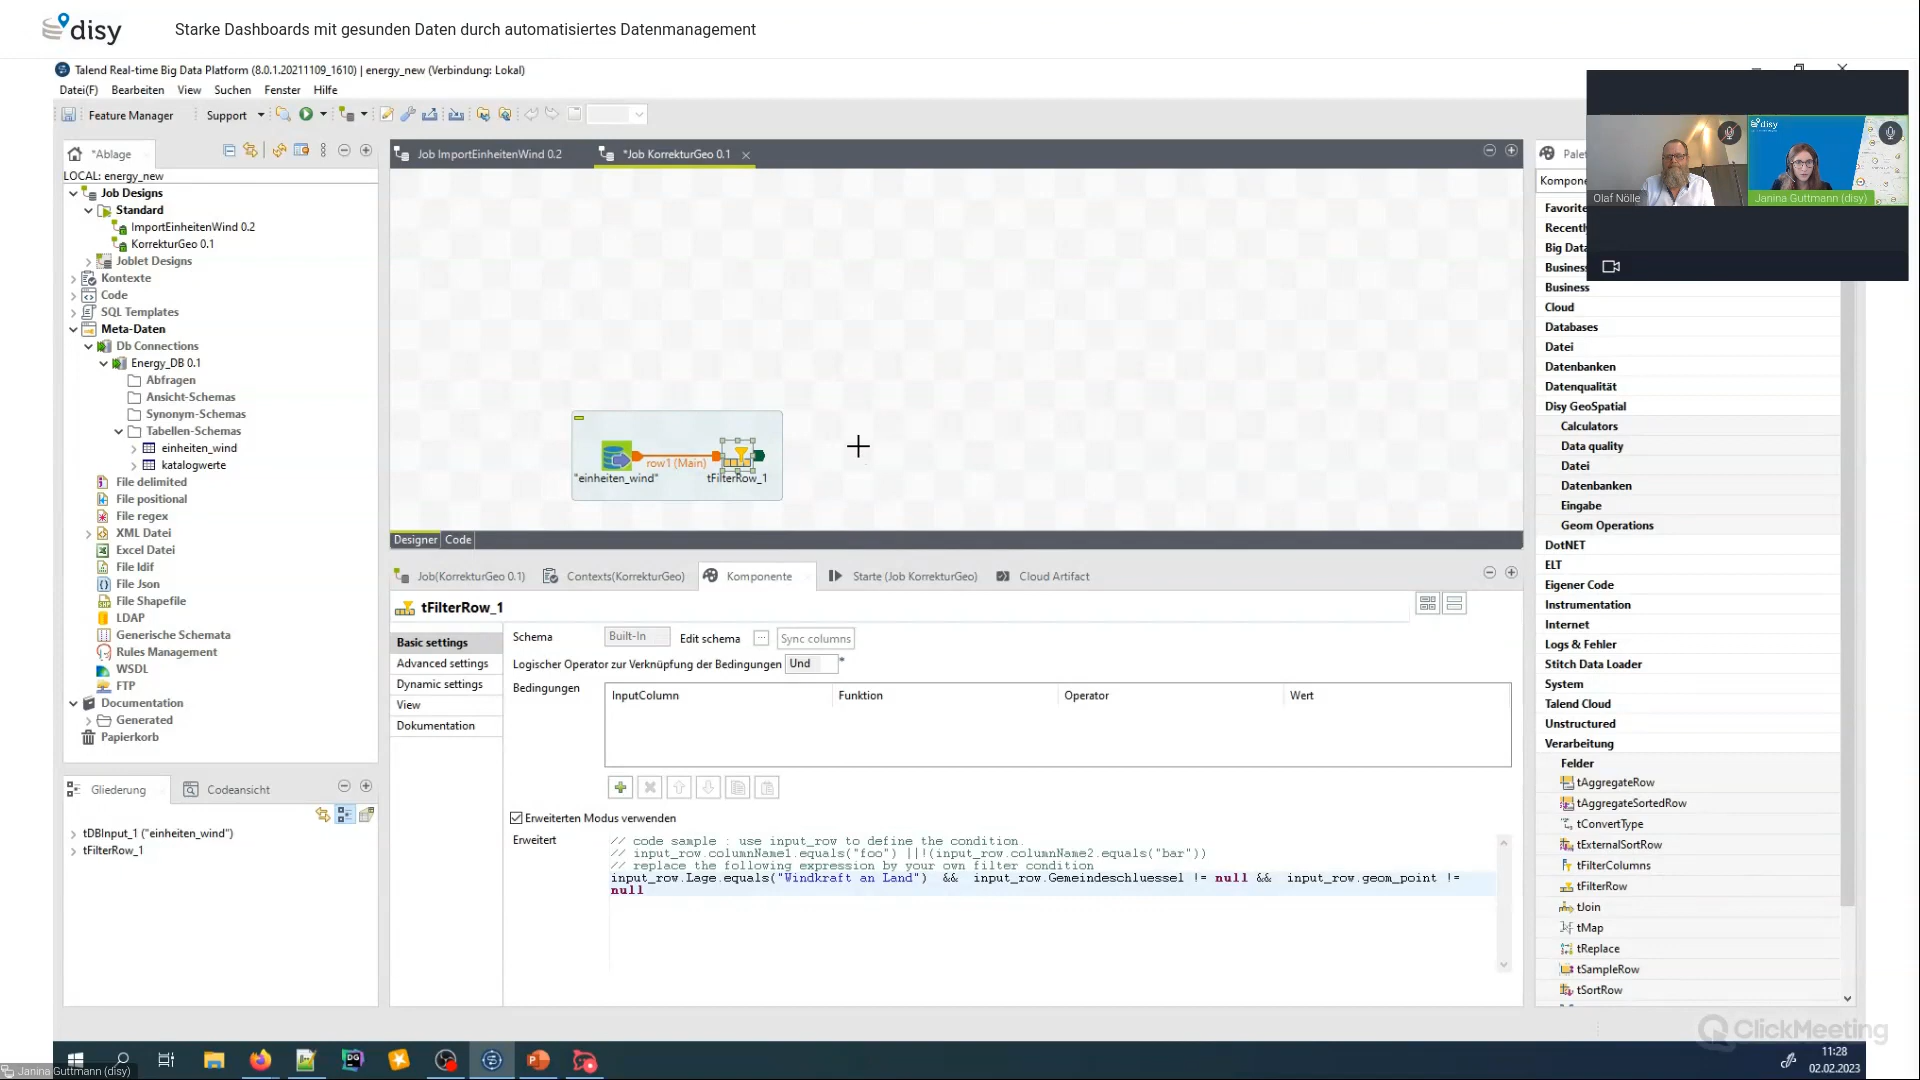 disy
Starke Dashboards mit gesunden Daten durch automatisiertes Datenmanagement
Talend Real-time Big Data Platform (8.0.1.20211109_1610) | energy_new (Verbindung: Lokal)
Datei(F) Bearbeiten View Suchen Fenster Hilfe
Feature Manager Support
*Ablage
LOCAL: energy_new
Job Designs
Standard
ImportEinheitenWind 0.2
KorrekturGeo 0.1
Joblet Designs
Kontexte
Code
SQL Templates
Meta-Daten
Db Connections
Energy_DB 0.1
Abfragen
Ansicht-Schemas
Synonym-Schemas
Tabellen-Schemas
einheiten_wind
katalogwerte
File delimited
File positional
File regex
XML Datei
Excel Datei
File ldif
File Json
File Shapefile
LDAP
Generische Schemata
Rules Management
WSDL
FTP
Documentation
Generated
Papierkorb
Gliederung Codeansicht
tDBInput_1 ("einheiten_wind")
tFilterRow_1
Job ImportEinheitenWind 0.2 *Job KorrekturGeo 0.1
row1 (Main)
"einheiten_wind" tFilterRow_1
Designer Code
Job(KorrekturGeo 0.1) Contexts(KorrekturGeo) Komponente Starte (Job KorrekturGeo) Cloud Artifact
tFilterRow_1
Basic settings
Advanced settings
Dynamic settings
View
Dokumentation
Schema Built-In Edit schema ... Sync columns
Logischer Operator zur Verknüpfung der Bedingungen Und *
Bedingungen InputColumn Funktion Operator Wert
Erweiterten Modus verwenden
Erweitert
// code sample : use input_row to define the condition.
// input_row.columnName1.equals("foo") ||!(input_row.columnName2.equals("bar"))
// replace the following expression by your own filter condition
input_row.Lage.equals("Windkraft an Land") && input_row.Gemeindeschluessel != null && input_row.geom_point !=
null
Palet
Kompone
Favorite
Recently
Big Data
Business
Business
Cloud
Databases
Datei
Datenbanken
Datenqualität
Disy GeoSpatial
Calculators
Data quality
Datei
Datenbanken
Eingabe
Geom Operations
DotNET
ELT
Eigener Code
Instrumentation
Internet
Logs & Fehler
Stitch Data Loader
System
Talend Cloud
Unstructured
Verarbeitung
Felder
tAggregateRow
tAggregateSortedRow
tConvertType
tExternalSortRow
tFilterColumns
tFilterRow
tJoin
tMap
tReplace
tSampleRow
tSortRow
disy
Olaf Nölle
Janina Guttmann (disy)
ClickMeeting
Janina Guttmann (disy)
11:28
02.02.2023